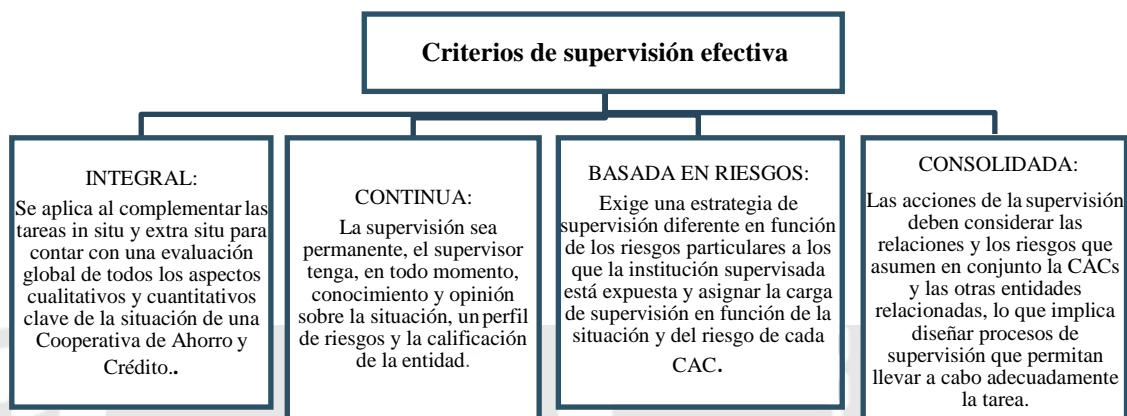 Criterios de supervisión efectiva
INTEGRAL:
Se aplica al complementar las
tareas in situ y extra situ para
contar con una evaluación
global de todos los aspectos
cualitativos y cuantitativos
clave de la situación de una
Cooperativa de Ahorro y
Crédito..
CONTINUA:
La supervisión sea
permanente, el supervisor
tenga, en todo momento,
conocimiento y opinión
sobre la situación, un perfil
de riesgos y la calificación
de la entidad.
BASADA EN RIESGOS:
Exige una estrategia de
supervisión diferente en función
de los riesgos particulares a los
que la institución supervisada
está expuesta y asignar la carga
de supervisión en función de la
situación y del riesgo de cada
CAC.
CONSOLIDADA:
Las acciones de la supervisión
deben considerar las
relaciones y los riesgos que
asumen en conjunto la CACs
y las otras entidades
relacionadas, lo que implica
diseñar procesos de
supervisión que permitan
llevar a cabo adecuadamente
la tarea.